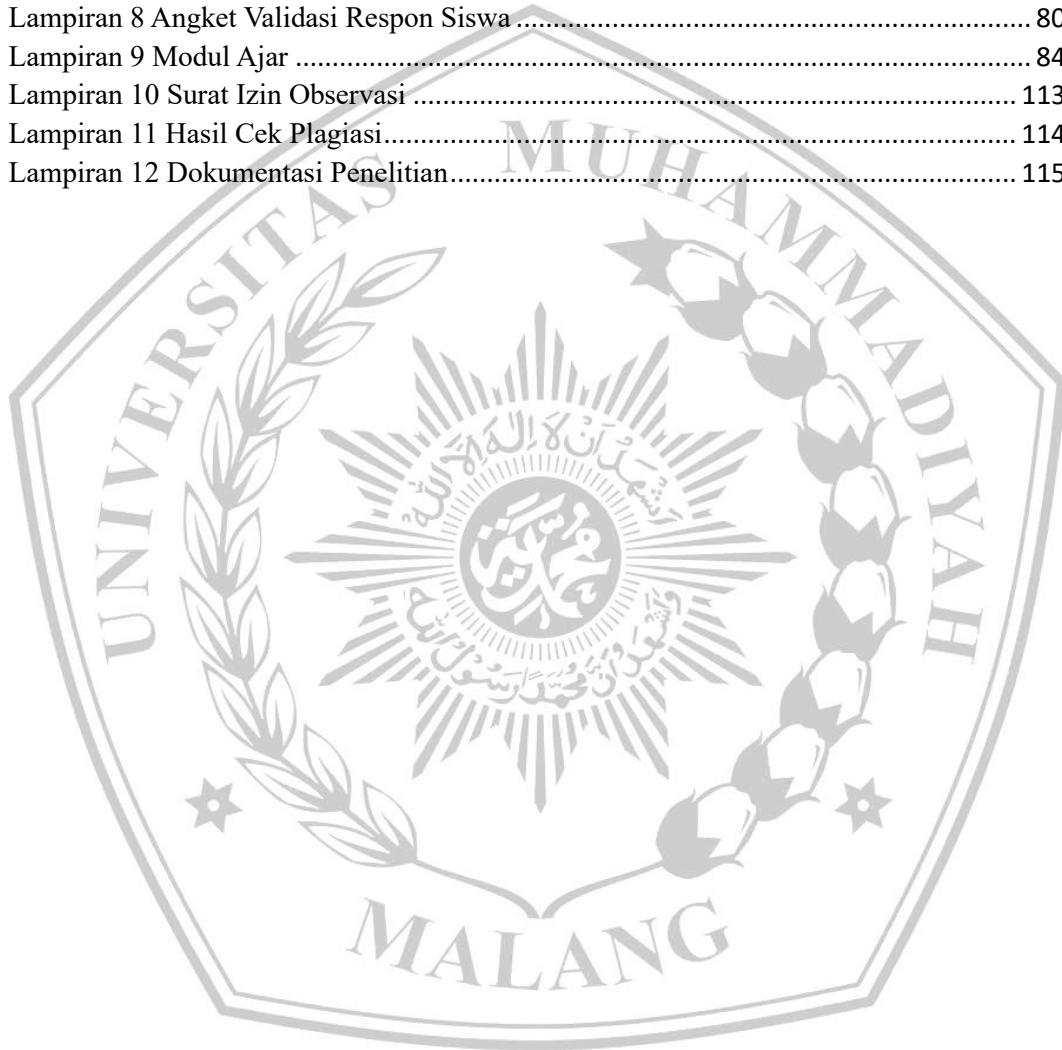 Lampiran 8 Angket Validasi Respon Siswa ........................................................................................ 80
Lampiran 9 Modul Ajar ........................................................................................ 84
Lampiran 10 Surat Izin Observasi ........................................................................................ 113
Lampiran 11 Hasil Cek Plagiasi ........................................................................................ 114
Lampiran 12 Dokumentasi Penelitian ........................................................................................ 115
UNIVERSITAS MUHAMMADIYAH
MALANG